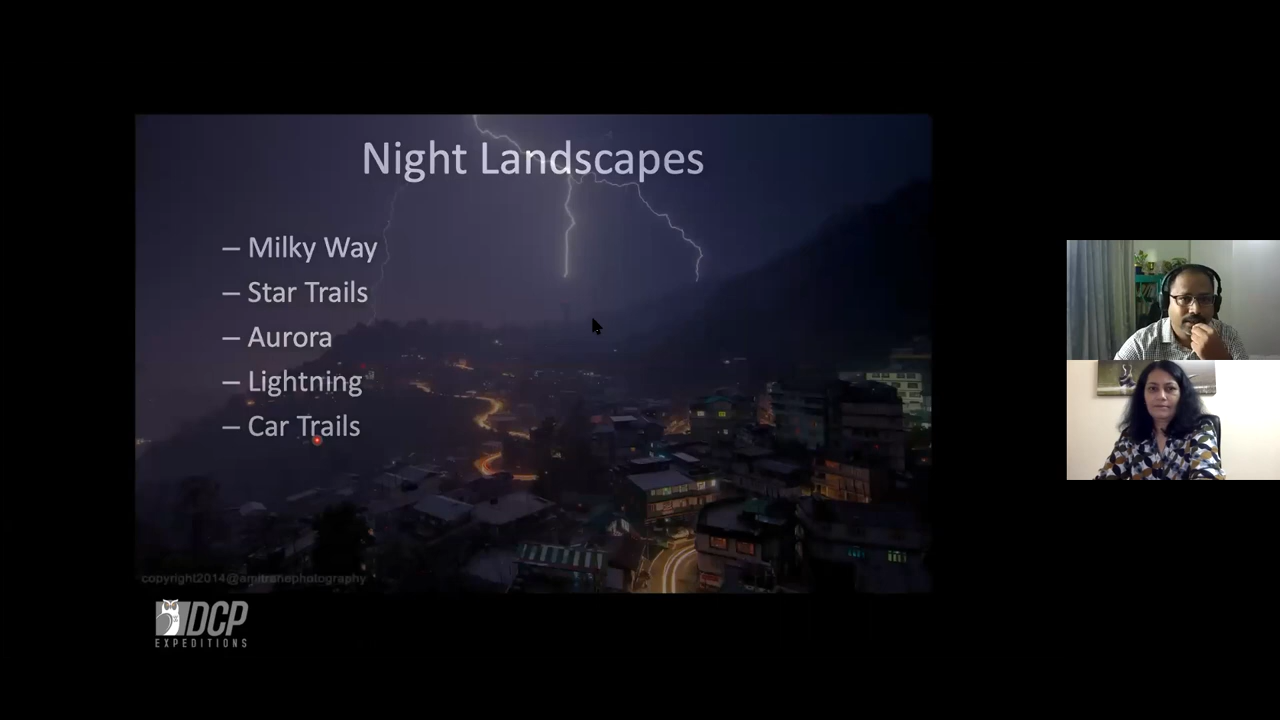 Night Landscapes
– Milky Way
– Star Trails
– Aurora
– Lightning
– Car Trails
copyright2014@amitranephotography
DCP
EXPEDITIONS